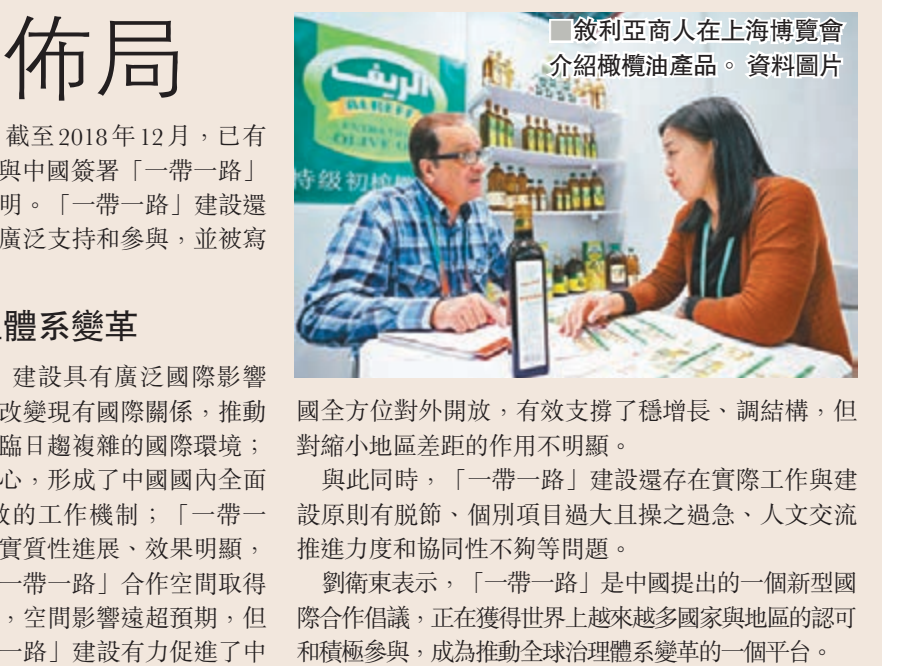 佈局
截至2018年12月，已有
與中國簽署「一帶一路」
明。「一帶一路」建設還
廣泛支持和參與，並被寫
體系變革
建設具有廣泛國際影響
改變現有國際關係，推動
臨日趨複雜的國際環境；
心，形成了中國國內全面
的工作機制；「一帶一
實質性進展、效果明顯，
一帶一路」合作空間取得
，空間影響遠超預期，但
一路」建設有力促進了中
■敘利亞商人在上海博覽會
介紹橄欖油產品。 資料圖片
الريف
ALREEF
EXTRA
OLIVE O
特级初榨
國全方位對外開放，有效支撐了穩增長、調結構，但
對縮小地區差距的作用不明顯。
與此同時，「一帶一路」建設還存在實際工作與建
設原則有脱節、個別項目過大且操之過急、人文交流
推進力度和協同性不夠等問題。
劉衛東表示，「一帶一路」是中國提出的一個新型國
際合作倡議，正在獲得世界上越來越多國家與地區的認可
和積極參與，成為推動全球治理體系變革的一個平台。